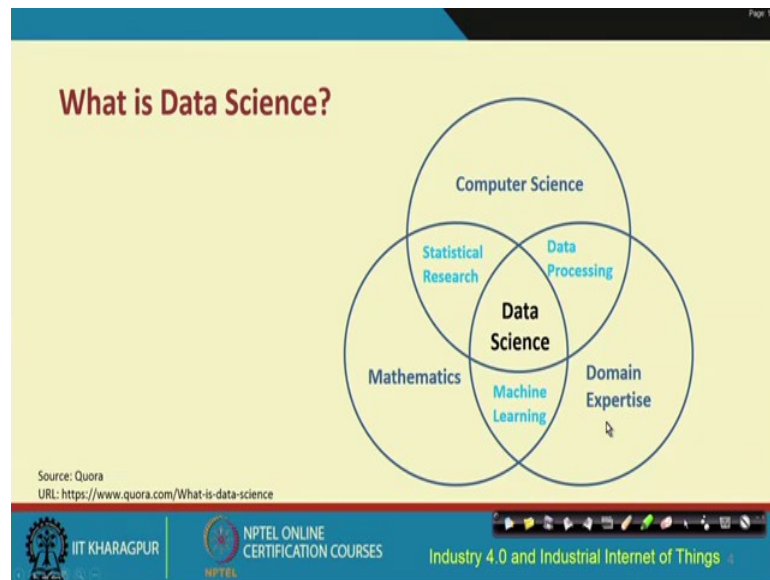 Page 1
What is Data Science?
Computer Science
Statistical
Research
Data
Processing
Data
Science
Mathematics
Machine
Learning
Domain
Expertise
Source: Quora
URL: https://www.quora.com/What-is-data-science
IIT KHARAGPUR
NPTEL
NPTEL ONLINE
CERTIFICATION COURSES
Industry 4.0 and Industrial Internet of Things 4